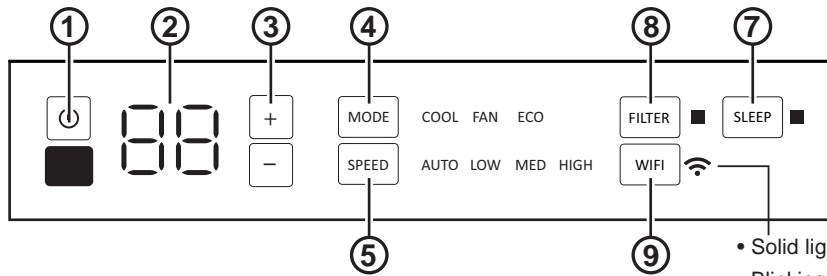 1 2 3 4 8 7
+ MODE COOL FAN ECO FILTER SLEEP
− SPEED AUTO LOW MED HIGH WIFI
5 9
• Solid